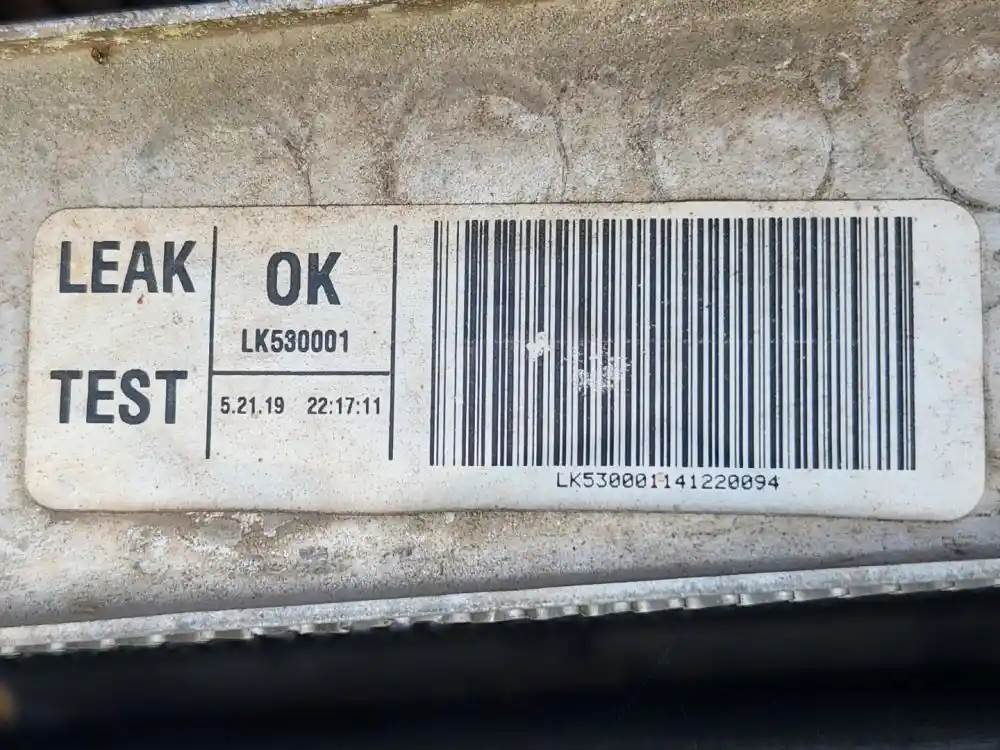 LEAK
TEST
OK
LK530001
5.21.19 22:17:11
LK530001141220094